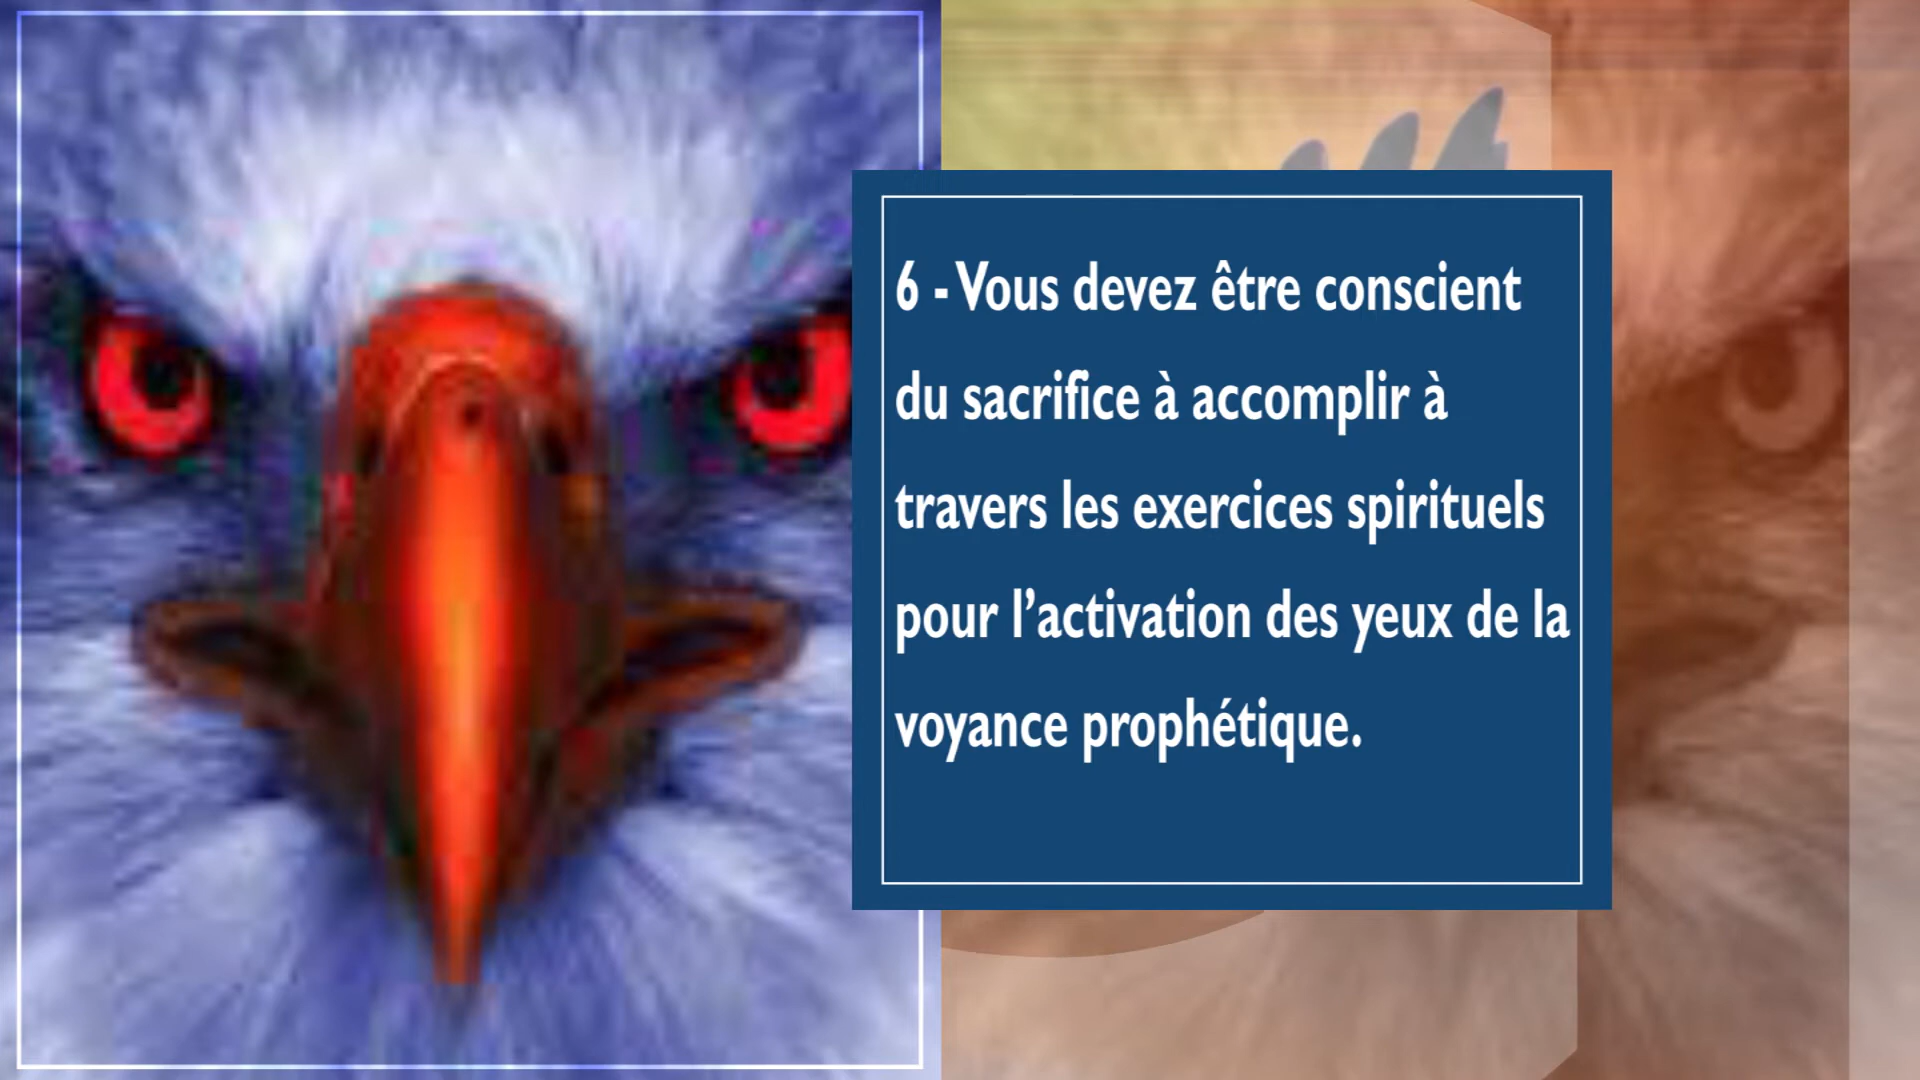 6 - Vous devez être conscient
du sacrifice à accomplir à
travers les exercices spirituels
pour l’activation des yeux de la
voyance prophétique.